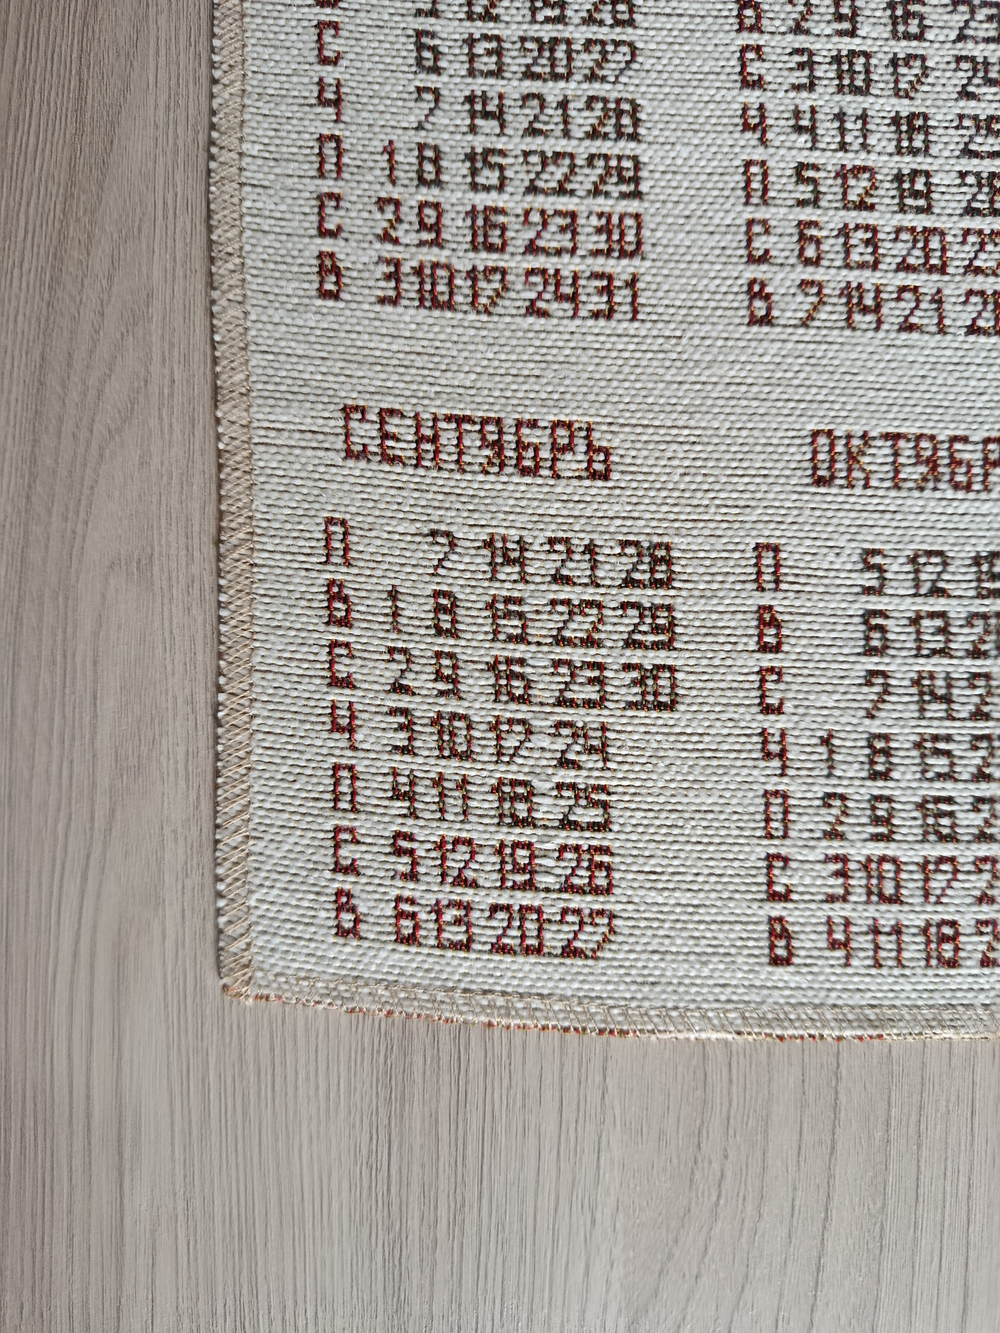 С 6 13 20 27
Ч 7 14 21 28
П 1 8 15 22 29
С 2 9 16 23 30
В 3 10 17 24 31
С 3 10 17
Ч 4 11 18
П 5 12 19
С 6 13 20
В 7 14 21
СЕНТЯБРЬ
П 7 14 21 28
В 1 8 15 22 29
С 2 9 16 23 30
Ч 3 10 17 24
П 4 11 18 25
С 5 12 19 26
В 6 13 20 27
ОКТЯБР
П 5 12
В 6 13
С 7 14
Ч 1 8 15
П 2 9 16
С 3 10 17
В 4 11 18